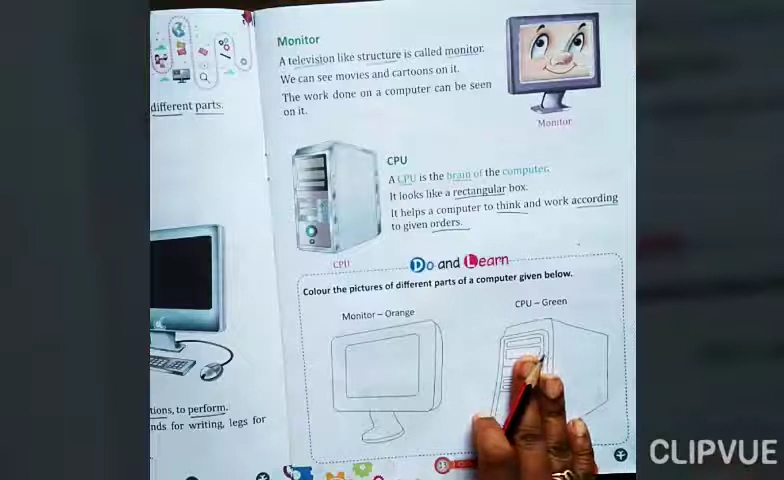 different parts.
tions, to perform.
nds for writing, legs for
Monitor
A television like structure is called monitor.
We can see movies and cartoons on it.
The work done on a computer can be seen
on it.
Monitor
CPU
A CPU is the brain of the computer.
It looks like a rectangular box.
It helps a computer to think and work according
to given orders.
CPU
Do and Learn
Colour the pictures of different parts of a computer given below.
Monitor – Orange
CPU – Green
CLIPVUE